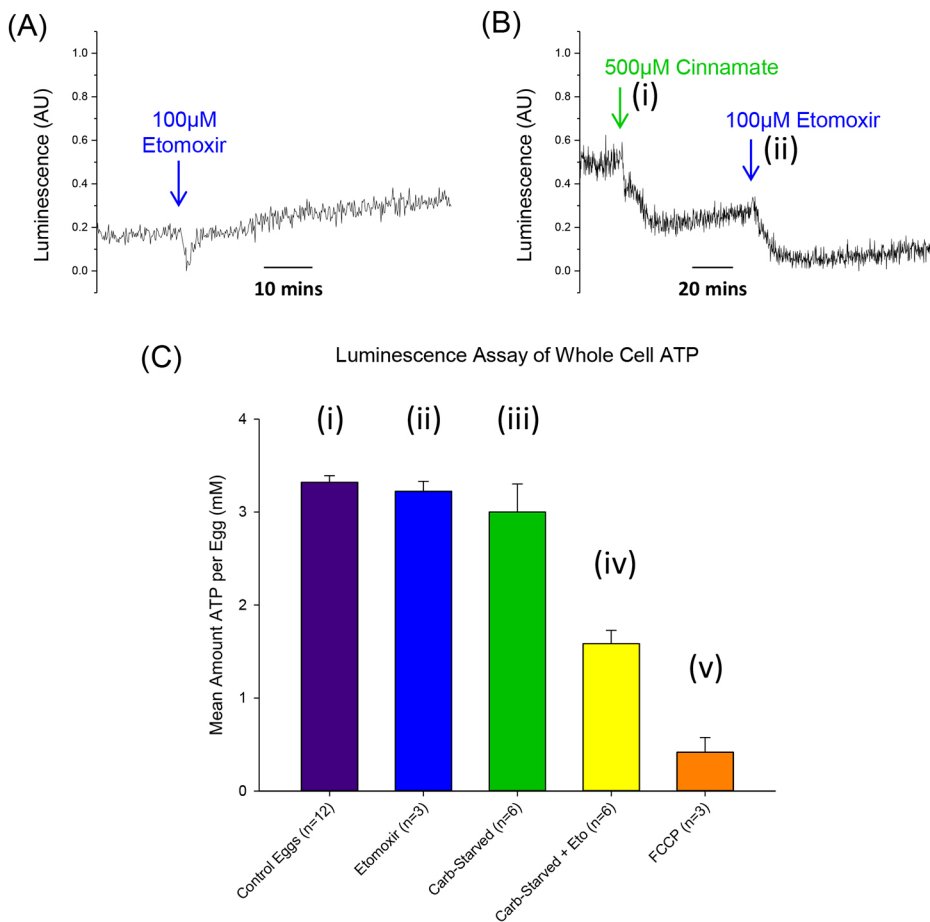 (A)
1.0
0.8
0.6
0.4
0.2
0.0
Luminescence (AU)
100µM
Etomoxir
10 mins
(B)
1.0
0.8
0.6
0.4
0.2
0.0
Luminescence (AU)
500µM Cinnamate
(i)
100µM Etomoxir
(ii)
20 mins
(C)
Luminescence Assay of Whole Cell ATP
4
3
2
1
0
Mean Amount ATP per Egg (mM)
(i)
(ii)
(iii)
(iv)
(v)
Control Eggs (n=12)
Etomoxir (n=3)
Carb-Starved (n=6)
Carb-Starved + Eto (n=6)
FCCP (n=3)